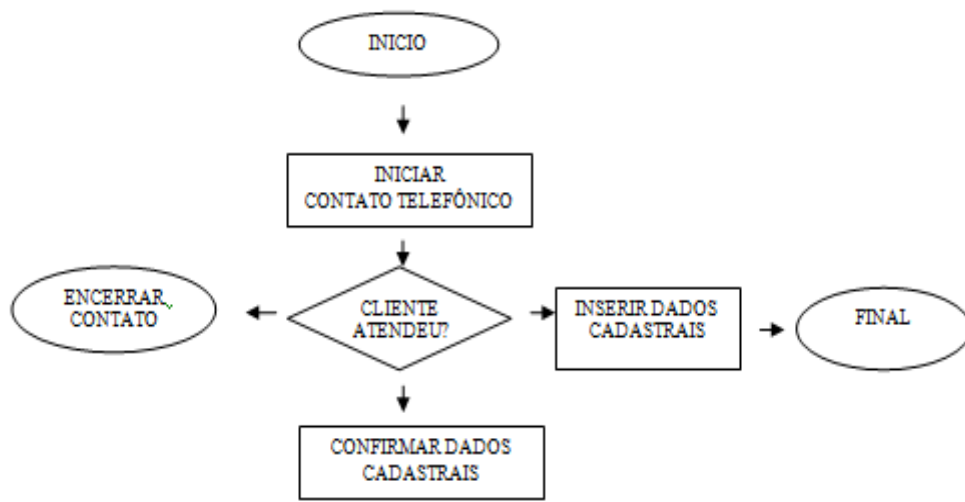 INICIO
INICIAR
CONTATO TELEFÔNICO
ENCERRAR
CONTATO
CLIENTE
ATENDEU?
INSERIR DADOS
CADASTRAIS
FINAL
CONFIRMAR DADOS
CADASTRAIS